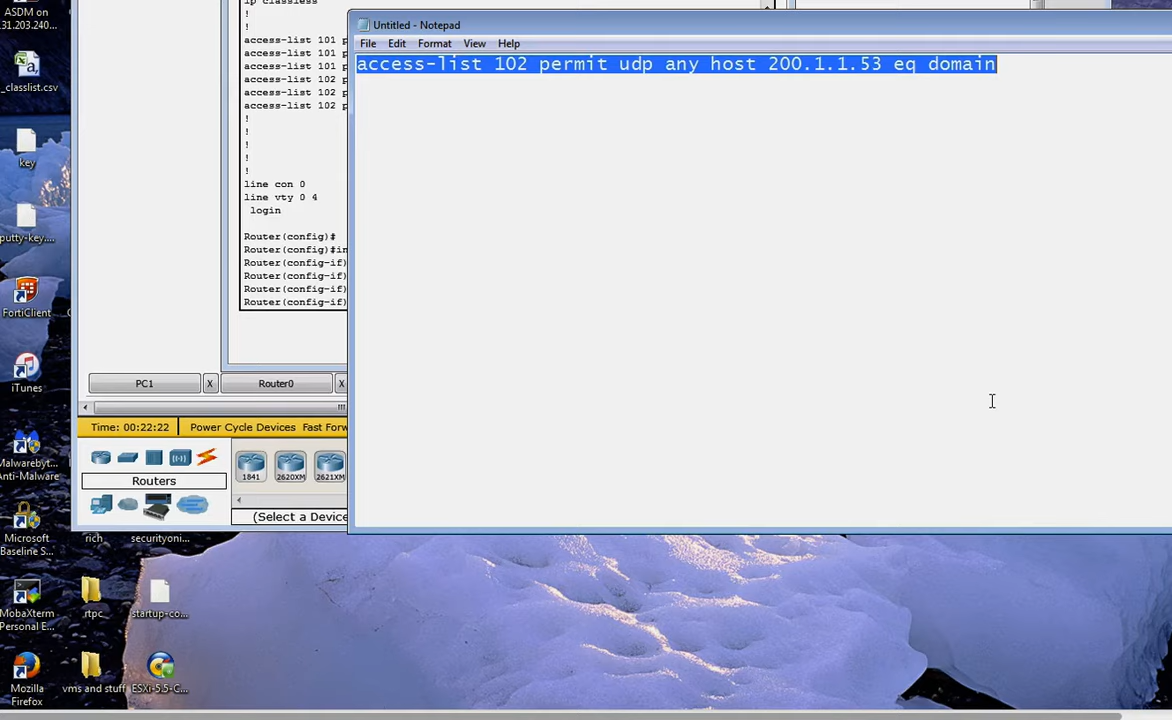 ASDM on
31.203.240...
_classlist.csv
key
putty-key....
FortiClient
iTunes
Malwarebyt...
Anti-Malware
Microsoft
Baseline S...
MobaXterm
Personal E...
Mozilla
Firefox
rich
securityoni...
rtpc
startup-co...
vms and stuff
ESXi-5.5-C...
ip classless
!
!
access-list 101 p
access-list 101 p
access-list 101 p
access-list 102 p
access-list 102 p
access-list 102 p
!
!
!
!
!
line con 0
line vty 0 4
login
Router(config)#
Router(config)#in
Router(config-if)
Router(config-if)
Router(config-if)
Router(config-if)
PC1
X
Router0
X
Time: 00:22:22
Power Cycle Devices
Fast Forw
Routers
1841
2620XM
2621XM
(Select a Device
Untitled - Notepad
File
Edit
Format
View
Help
access-list 102 permit udp any host 200.1.1.53 eq domain